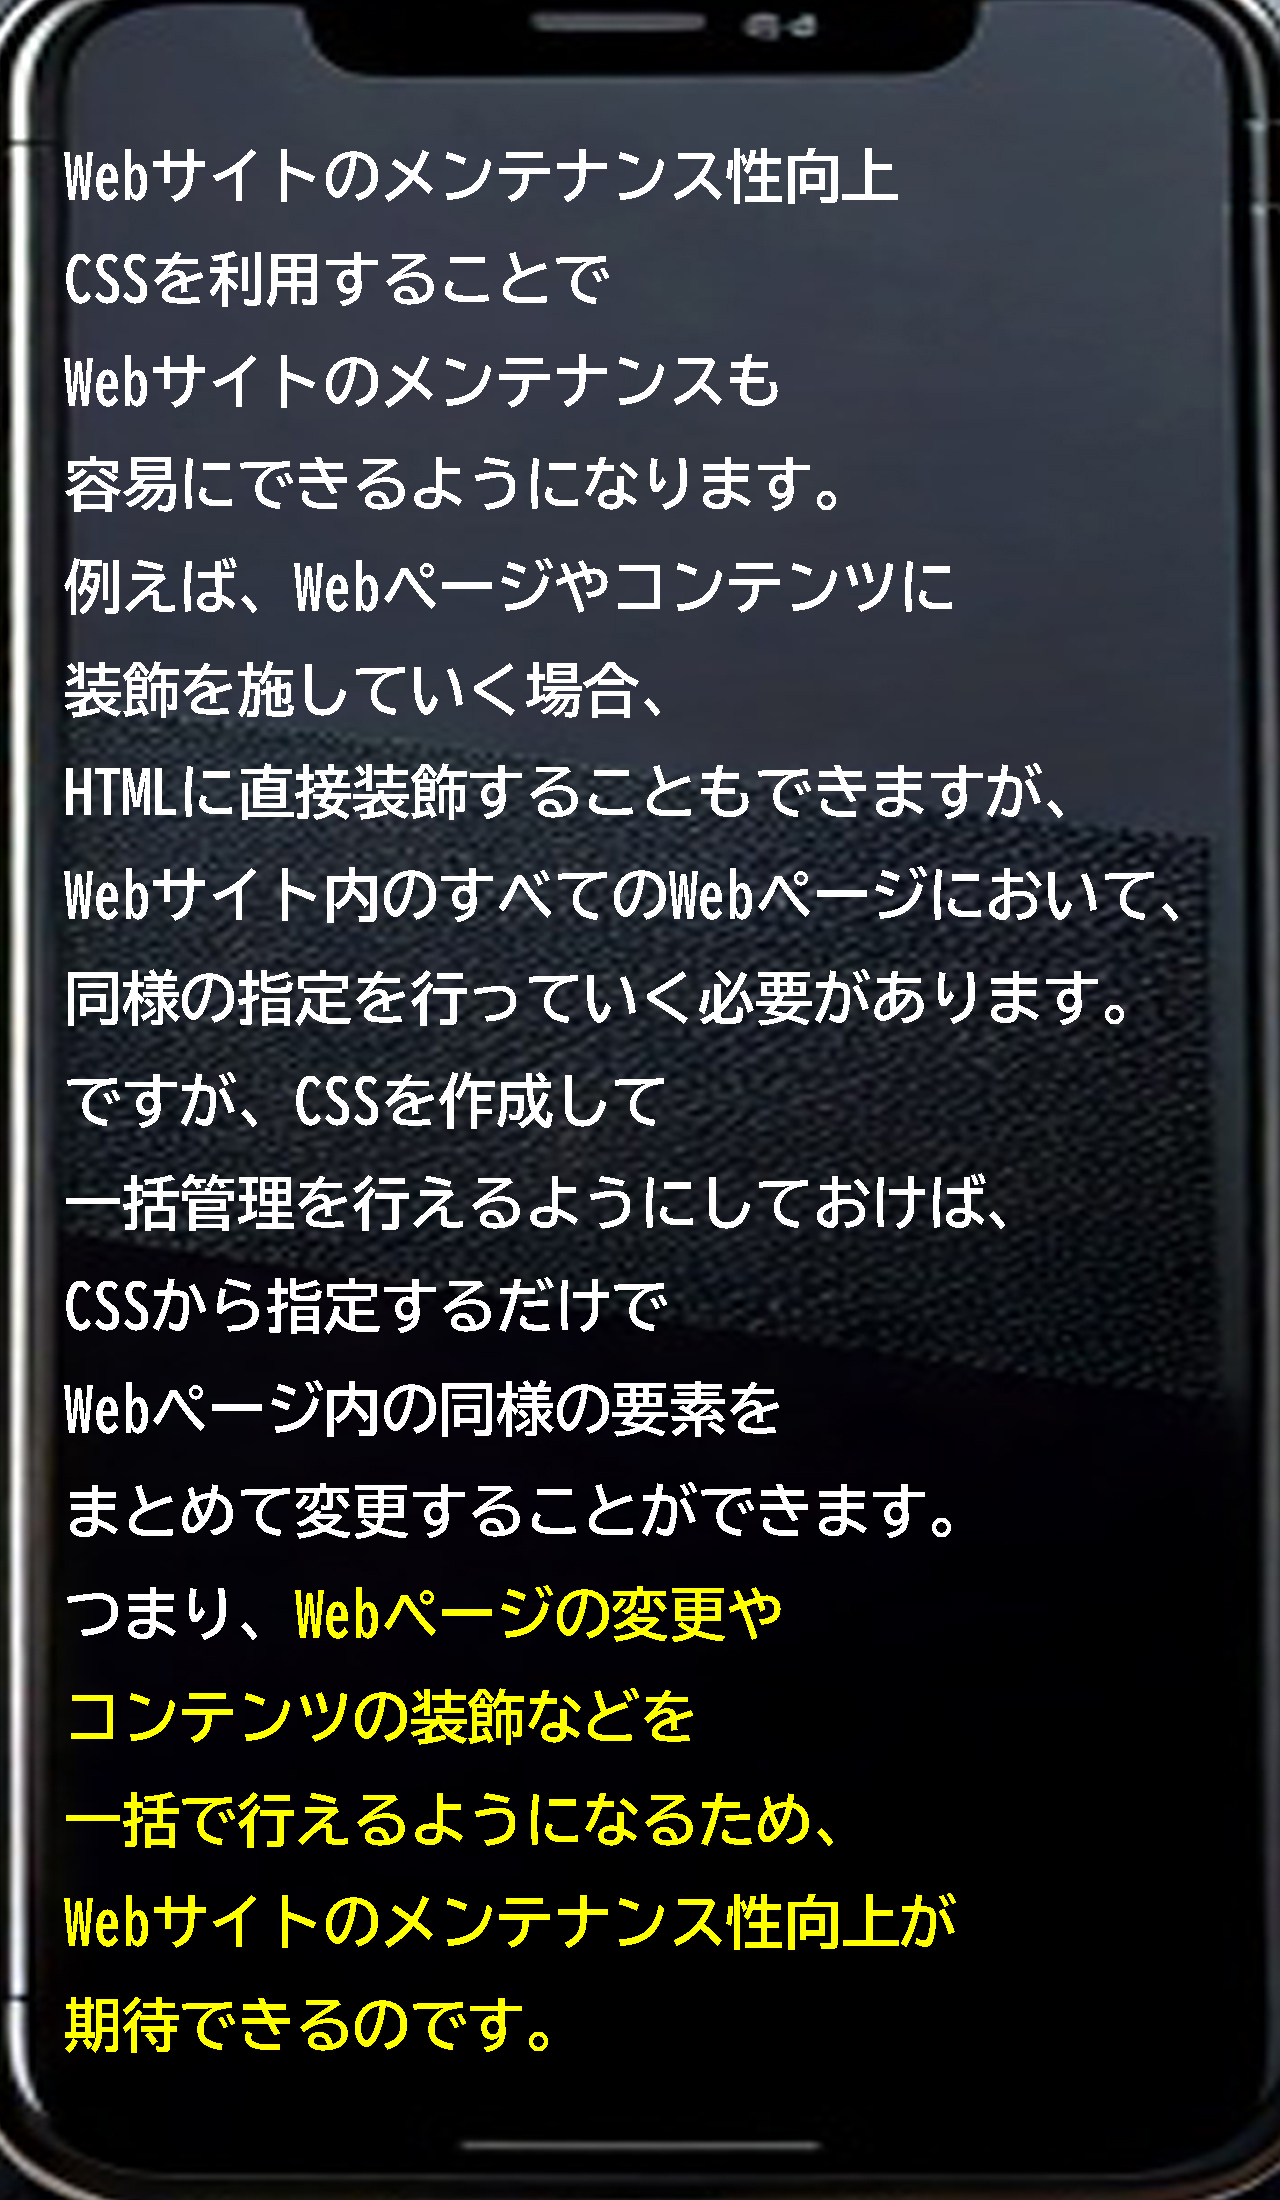 Webサイトのメンテナンス性向上
CSSを利用することで
Webサイトのメンテナンスも
容易にできるようになります。
例えば、Webページやコンテンツに
装飾を施していく場合、
HTMLに直接装飾することもできますが、
Webサイト内のすべてのWebページにおいて、
同様の指定を行っていく必要があります。
ですが、CSSを作成して
一括管理を行えるようにしておけば、
CSSから指定するだけで
Webページ内の同様の要素を
まとめて変更することができます。
つまり、Webページの変更や
コンテンツの装飾などを
一括で行えるようになるため、
Webサイトのメンテナンス性向上が
期待できるのです。